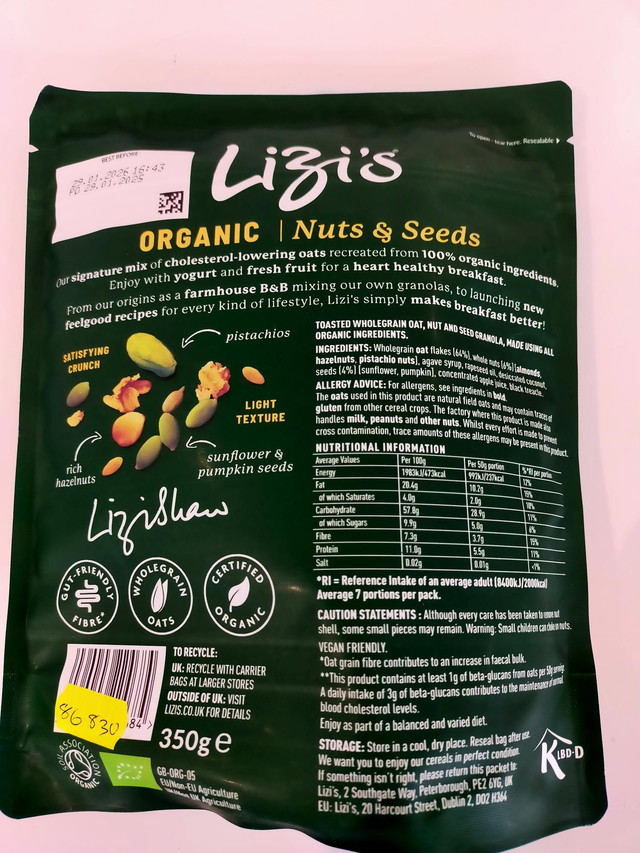 To open - tear here. Resealable
BEST BEFORE
29.01.2026 16:43
PD 29.01.2025
Lizi's
ORGANIC | Nuts & Seeds
Our signature mix of cholesterol-lowering oats recreated from 100% organic ingredients.
Enjoy with yogurt and fresh fruit for a heart healthy breakfast.
From our origins as a farmhouse B&B mixing our own granolas, to launching new
feelgood recipes for every kind of lifestyle, Lizi's simply makes breakfast better!
SATISFYING
CRUNCH
pistachios
LIGHT
TEXTURE
rich
hazelnuts
sunflower &
pumpkin seeds
Lizi Shaw
GUT-FRIENDLY
FIBRE*
WHOLEGRAIN
OATS
CERTIFIED
ORGANIC
TO RECYCLE:
UK: RECYCLE WITH CARRIER
BAGS AT LARGER STORES
OUTSIDE OF UK: VISIT
LIZI.CO.UK FOR DETAILS
86830
84
350g e
SOIL ASSOCIATION
ORGANIC
GB-ORG-05
EU/Non-EU Agriculture
UK/Non UK Agriculture
TOASTED WHOLEGRAIN OAT, NUT AND SEED GRANOLA, MADE USING ALL
ORGANIC INGREDIENTS.
INGREDIENTS: Wholegrain oat flakes (64%), whole nuts (6%) [almonds,
hazelnuts, pistachio nuts], agave syrup, rapeseed oil, desiccated coconut,
seeds (4%) [sunflower, pumpkin], concentrated apple juice, black treacle.
ALLERGY ADVICE: For allergens, see ingredients in bold.
The oats used in this product are natural field oats and may contain traces of
gluten from other cereal crops. The factory where this product is made also
handles milk, peanuts and other nuts. Whilst every effort is made to prevent
cross contamination, trace amounts of these allergens may be present in this product.
NUTRITIONAL INFORMATION
Average Values Per 100g Per 50g portion %*RI per portion
Energy 1983kJ/473kcal 992kJ/237kcal 12%
Fat 20.4g 10.2g 15%
of which Saturates 4.0g 2.0g 10%
Carbohydrate 57.8g 28.9g 11%
of which Sugars 9.9g 5.0g 6%
Fibre 7.3g 3.7g 15%
Protein 11.0g 5.5g 11%
Salt 0.02g 0.01g <1%
*RI = Reference Intake of an average adult (8400kJ/2000kcal)
Average 7 portions per pack.
CAUTION STATEMENTS : Although every care has been taken to remove nut
shell, some small pieces may remain. Warning: Small children can choke on nuts.
VEGAN FRIENDLY.
*Oat grain fibre contributes to an increase in faecal bulk.
**This product contains at least 1g of beta-glucans from oats per 50g serving.
A daily intake of 3g of beta-glucans contributes to the maintenance of normal
blood cholesterol levels.
Enjoy as part of a balanced and varied diet.
STORAGE: Store in a cool, dry place. Reseal bag after use.
We want you to enjoy our cereals in perfect condition.
If something isn't right, please return this packet to:
Lizi's, 2 Southgate Way, Peterborough, PE2 6YG, UK
EU: Lizi's, 20 Harcourt Street, Dublin 2, D02 H364
KLBD-D